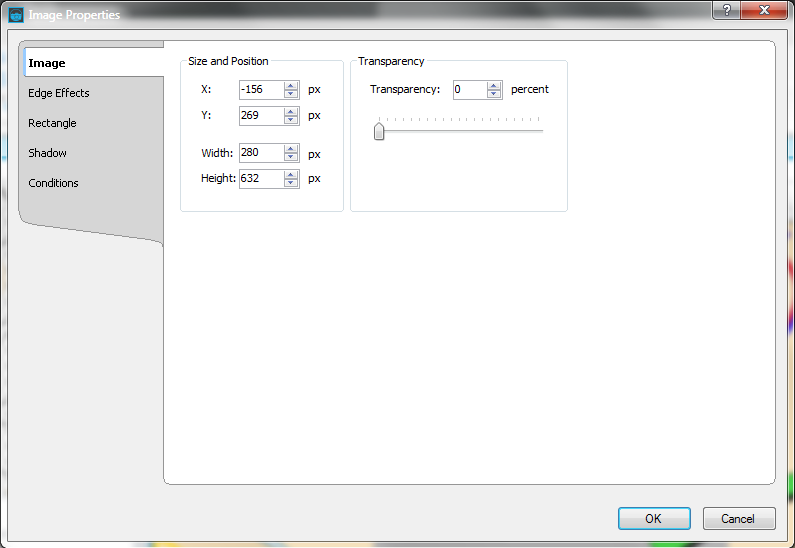 Image Properties
?
Image
Edge Effects
Rectangle
Shadow
Conditions
Size and Position
X: -156 px
Y: 269 px
Width: 280 px
Height: 632 px
Transparency
Transparency: 0 percent
OK
Cancel